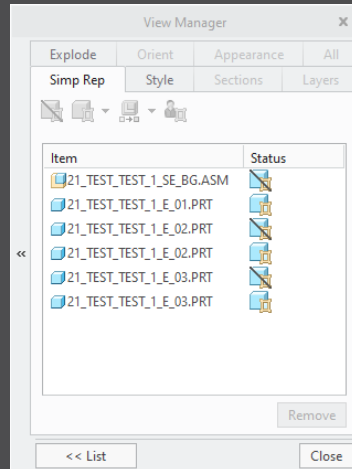 View Manager
Explode Orient Appearance All
Simp Rep Style Sections Layers
Item Status
21_TEST_TEST_1_SE_BG.ASM
21_TEST_TEST_1_E_01.PRT
21_TEST_TEST_1_E_02.PRT
21_TEST_TEST_1_E_02.PRT
21_TEST_TEST_1_E_03.PRT
21_TEST_TEST_1_E_03.PRT
Remove
<< List Close